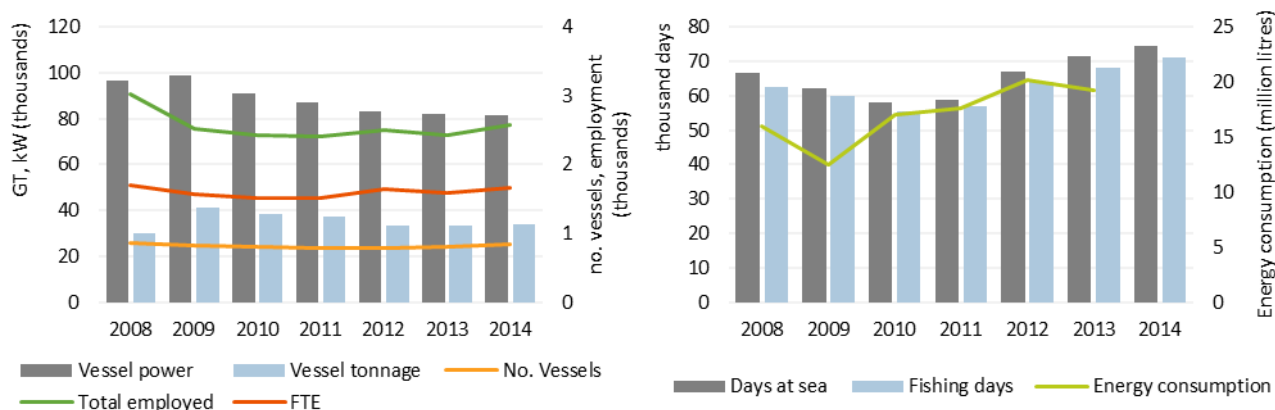 GT, kW (thousands)
120
100
80
60
40
20
0
4
3
2
1
0
no. vessels, employment
(thousands)
2008 2009 2010 2011 2012 2013 2014
Vessel power Vessel tonnage No. Vessels
Total employed FTE
thousand days
80
70
60
50
40
30
20
10
0
25
20
15
10
5
0
Energy consumption (million litres)
2008 2009 2010 2011 2012 2013 2014
Days at sea Fishing days Energy consumption